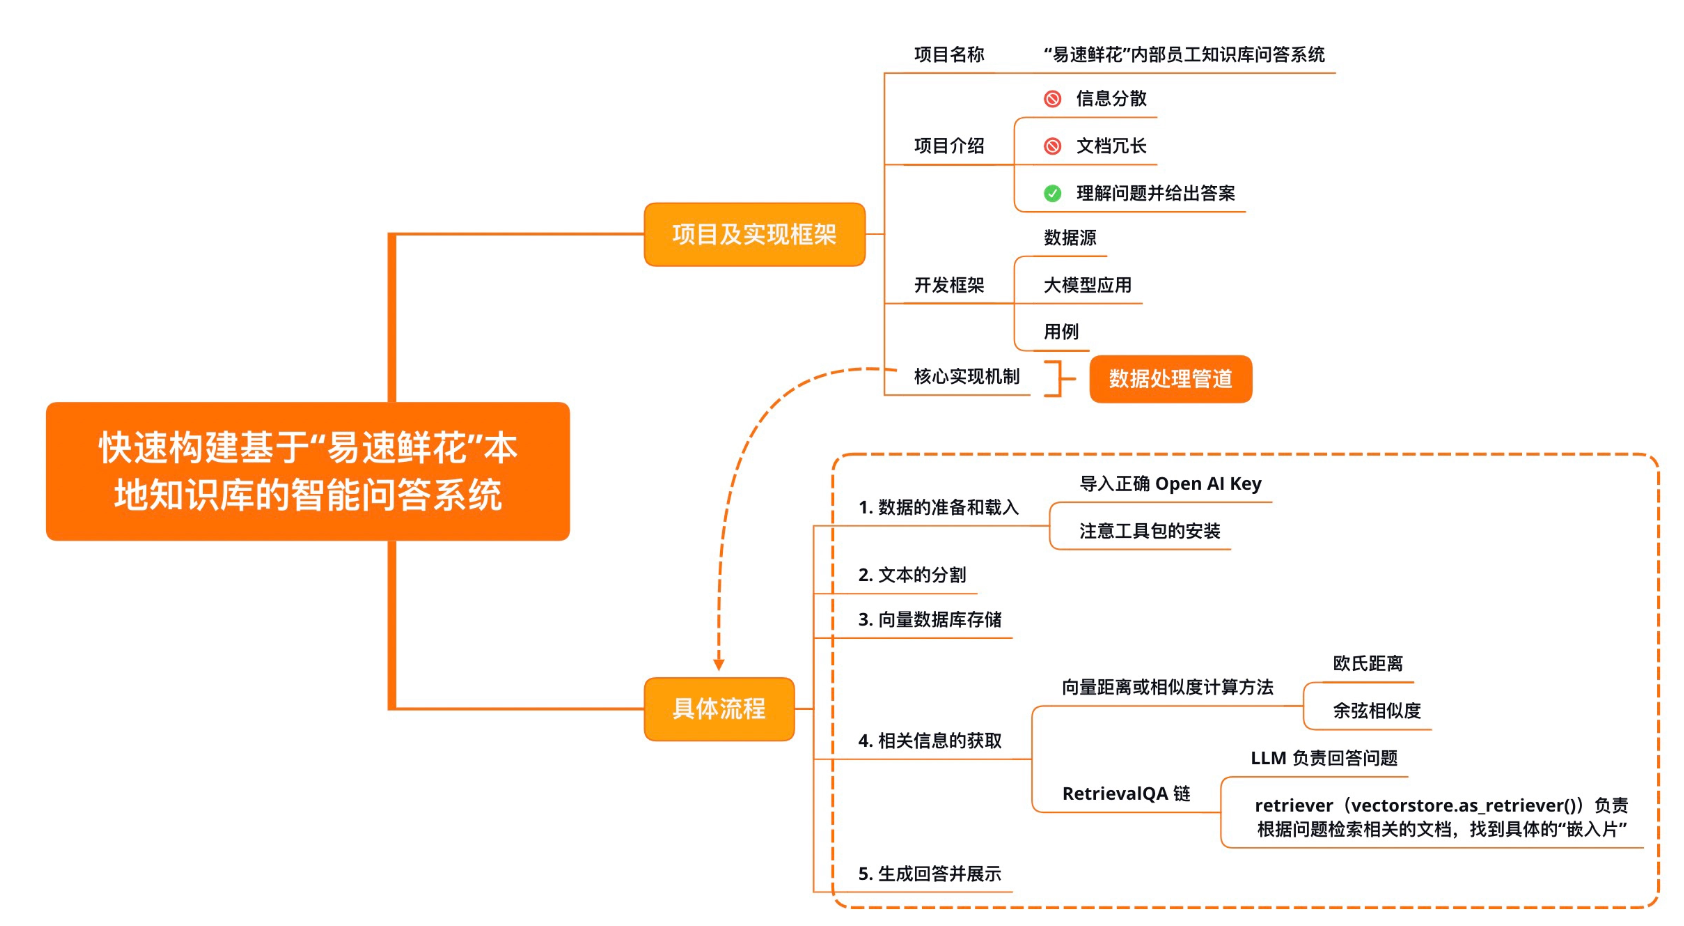 项目名称
“易速鲜花”内部员工知识库问答系统
信息分散
项目介绍
文档冗长
理解问题并给出答案
项目及实现框架
数据源
开发框架
大模型应用
用例
核心实现机制
数据处理管道
快速构建基于“易速鲜花”本
地知识库的智能问答系统
导入正确 Open AI Key
1. 数据的准备和载入
注意工具包的安装
2. 文本的分割
3. 向量数据库存储
欧氏距离
向量距离或相似度计算方法
余弦相似度
具体流程
4. 相关信息的获取
LLM 负责回答问题
RetrievalQA 链
retriever（vectorstore.as_retriever()）负责
根据问题检索相关的文档，找到具体的“嵌入片”
5. 生成回答并展示